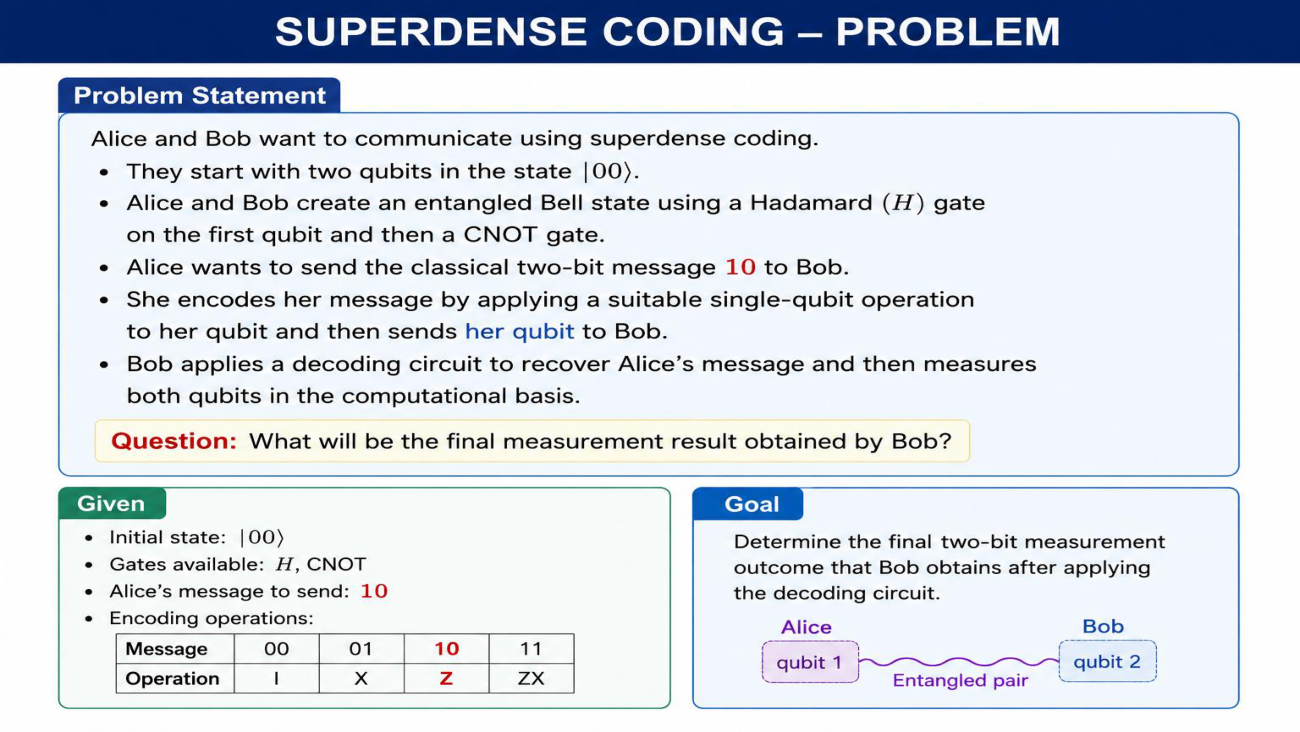 SUPERDENSE CODING – PROBLEM
Problem Statement
Alice and Bob want to communicate using superdense coding.
• They start with two qubits in the state |00⟩.
• Alice and Bob create an entangled Bell state using a Hadamard (H) gate
on the first qubit and then a CNOT gate.
• Alice wants to send the classical two-bit message 10 to Bob.
• She encodes her message by applying a suitable single-qubit operation
to her qubit and then sends her qubit to Bob.
• Bob applies a decoding circuit to recover Alice's message and then measures
both qubits in the computational basis.
Question: What will be the final measurement result obtained by Bob?
Given
• Initial state: |00⟩
• Gates available: H, CNOT
• Alice's message to send: 10
• Encoding operations:
Message 00 01 10 11
Operation I X Z ZX
Goal
Determine the final two-bit measurement
outcome that Bob obtains after applying
the decoding circuit.
Alice Bob
qubit 1 qubit 2
Entangled pair